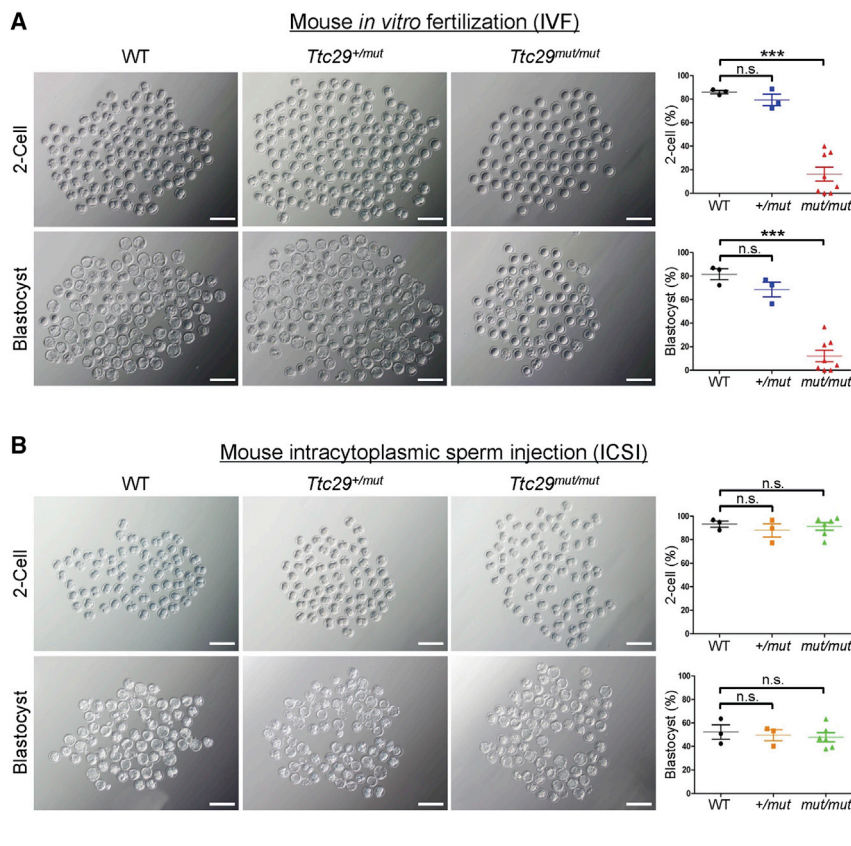 A
Mouse in vitro fertilization (IVF)
WT
Ttc29+/mut
Ttc29mut/mut
2-Cell
Blastocyst
***
n.s.
2-cell (%)
100
80
60
40
20
0
WT
+/mut
mut/mut
***
n.s.
Blastocyst (%)
100
80
60
40
20
0
WT
+/mut
mut/mut
B
Mouse intracytoplasmic sperm injection (ICSI)
WT
Ttc29+/mut
Ttc29mut/mut
2-Cell
Blastocyst
n.s.
n.s.
2-cell (%)
100
80
60
40
20
0
WT
+/mut
mut/mut
n.s.
n.s.
Blastocyst (%)
100
80
60
40
20
0
WT
+/mut
mut/mut